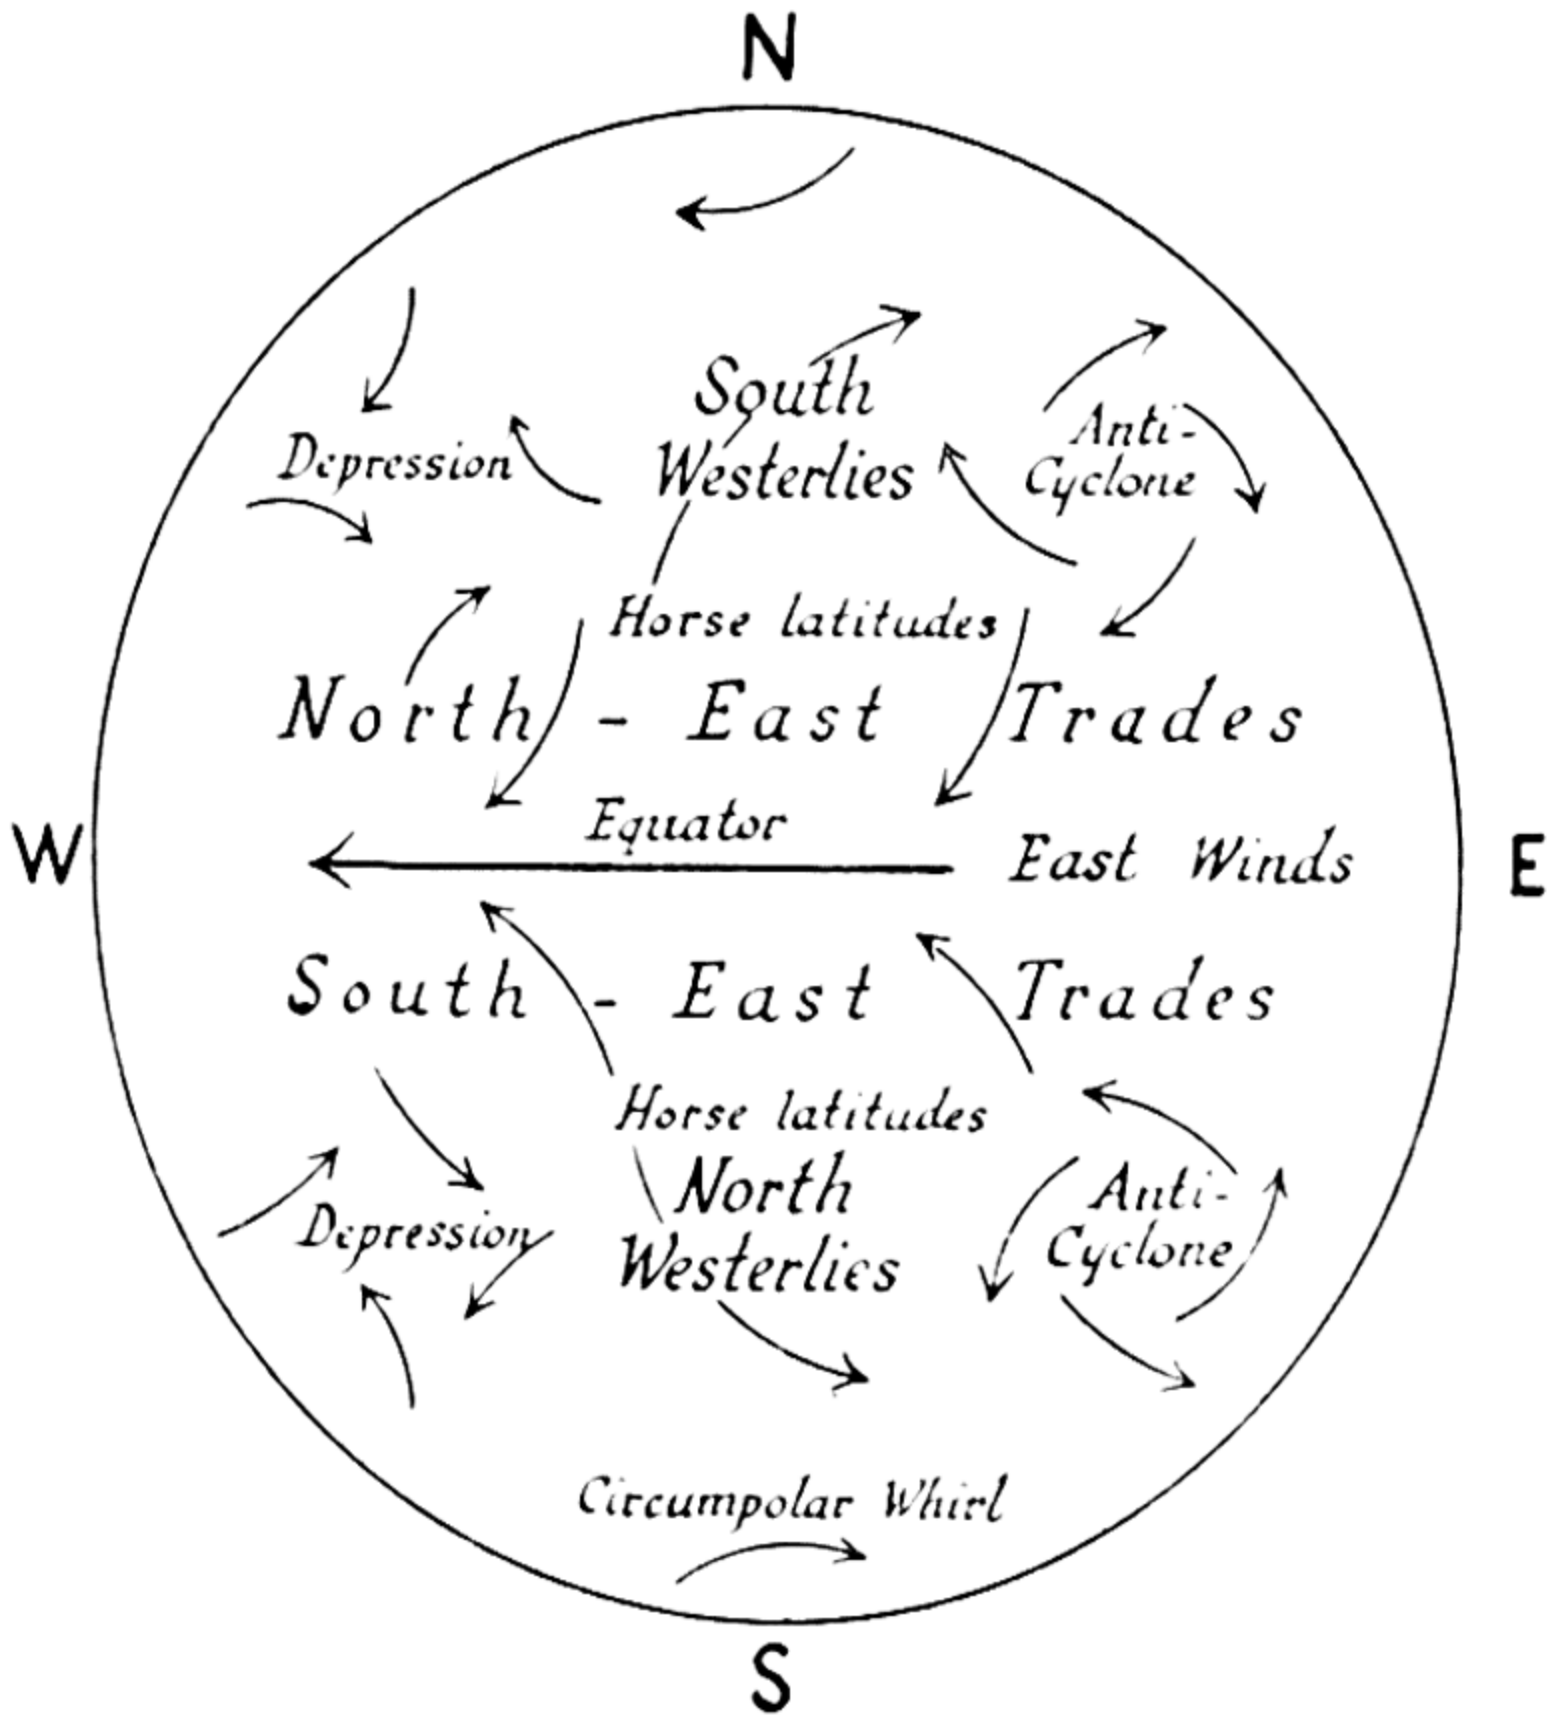 N
South
Westerlies
Anti-
Cyclone
Depression
Horse latitudes
North - East Trades
Equator
W
East Winds
E
South - East Trades
Horse latitudes
North
Westerlies
Anti-
Cyclone
Depression
Circumpolar Whirl
S